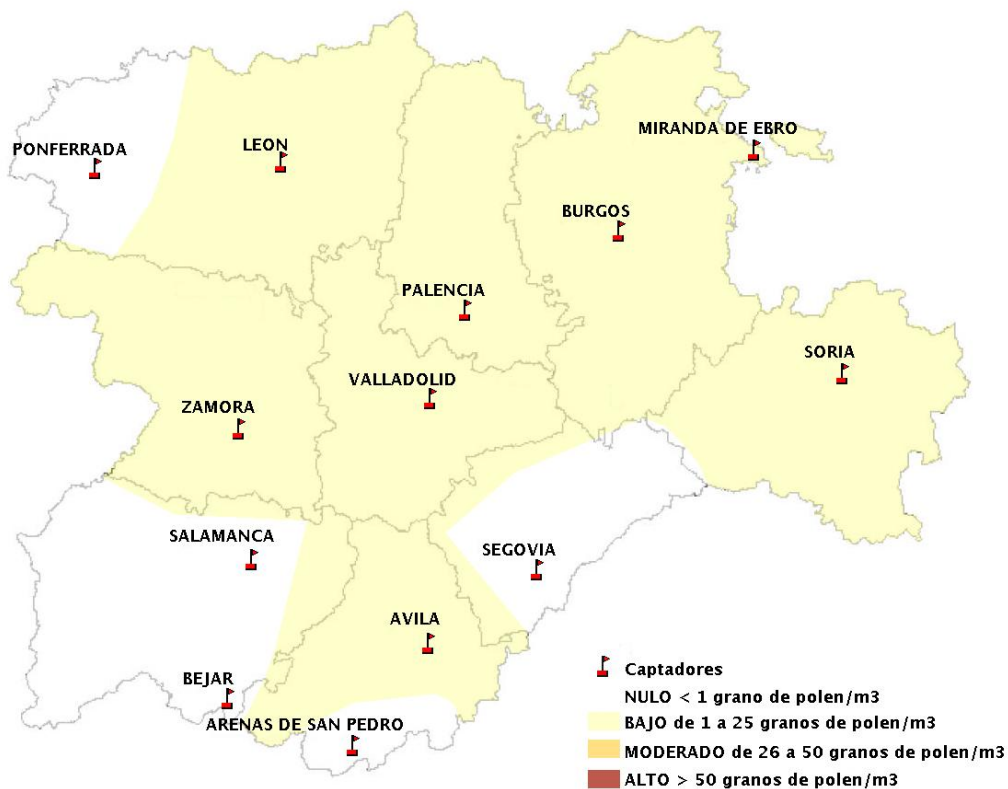 MIRANDA DE EBRO
PONFERRADA
LEON
BURGOS
PALENCIA
SORIA
VALLADOLID
ZAMORA
SALAMANCA
SEGOVIA
AVILA
BEJAR
ARENAS DE SAN PEDRO
Captadores
NULO < 1 grano de polen/m3
BAJO de 1 a 25 granos de polen/m3
MODERADO de 26 a 50 granos de polen/m3
ALTO > 50 granos de polen/m3